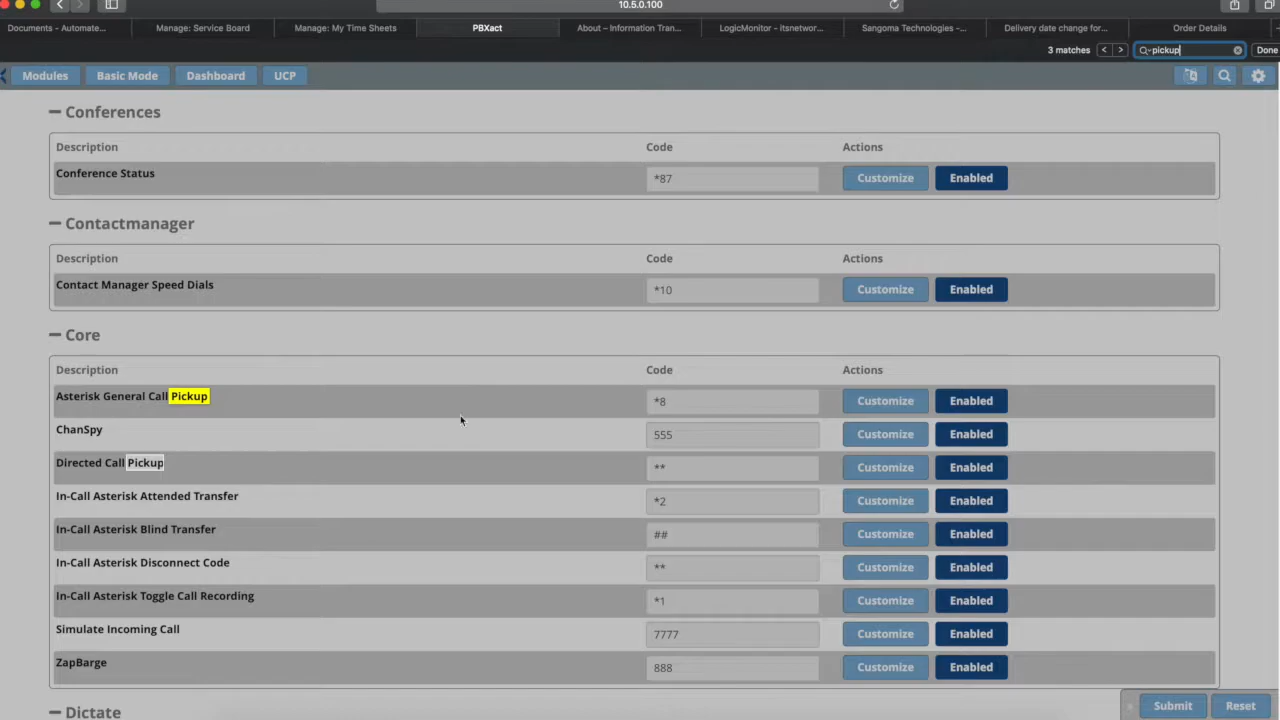 10.5.0.100
Documents - Automate... Manage: Service Board Manage: My Time Sheets PBXact About – Information Tran... LogicMonitor - itsnetwor... Sangoma Technologies -... Delivery date change for... Order Details
3 matches pickup Done
Modules Basic Mode Dashboard UCP
Conferences
Description Code Actions
Conference Status *87 Customize Enabled
Contactmanager
Description Code Actions
Contact Manager Speed Dials *10 Customize Enabled
Core
Description Code Actions
Asterisk General Call Pickup *8 Customize Enabled
ChanSpy 555 Customize Enabled
Directed Call Pickup ** Customize Enabled
In-Call Asterisk Attended Transfer *2 Customize Enabled
In-Call Asterisk Blind Transfer ## Customize Enabled
In-Call Asterisk Disconnect Code ** Customize Enabled
In-Call Asterisk Toggle Call Recording *1 Customize Enabled
Simulate Incoming Call 7777 Customize Enabled
ZapBarge 888 Customize Enabled
Dictate
Submit Reset